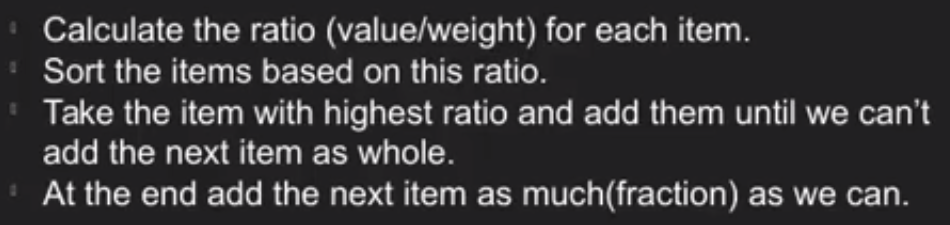 Calculate the ratio (value/weight) for each item.
Sort the items based on this ratio.
Take the item with highest ratio and add them until we can’t
add the next item as whole.
At the end add the next item as much(fraction) as we can.